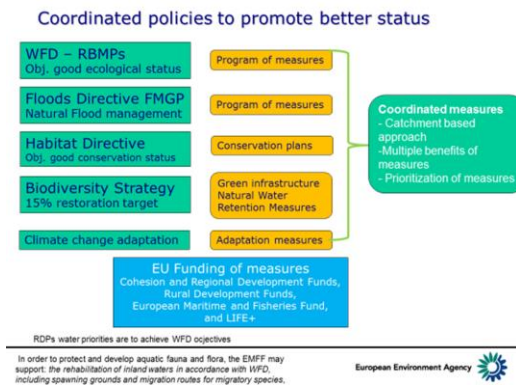 Coordinated policies to promote better status
WFD – RBMPs
Obj. good ecological status
Program of measures
Floods Directive FMGP
Natural Flood management
Program of measures
Habitat Directive
Obj. good conservation status
Conservation plans
Biodiversity Strategy
15% restoration target
Green infrastructure
Natural Water
Retention Measures
Climate change adaptation
Adaptation measures
Coordinated measures
- Catchment based
approach
-Multiple benefits of
measures
- Prioritization of measures
EU Funding of measures
Cohesion and Regional Development Funds,
Rural Development Funds,
European Maritime and Fisheries Fund,
and LIFE+
RDPs water priorities are to achieve WFD ocjectives
In order to protect and develop aquatic fauna and flora, the EMFF may
support: the rehabilitation of inland waters in accordance with WFD,
including spawning grounds and migration routes for migratory species,
European Environment Agency